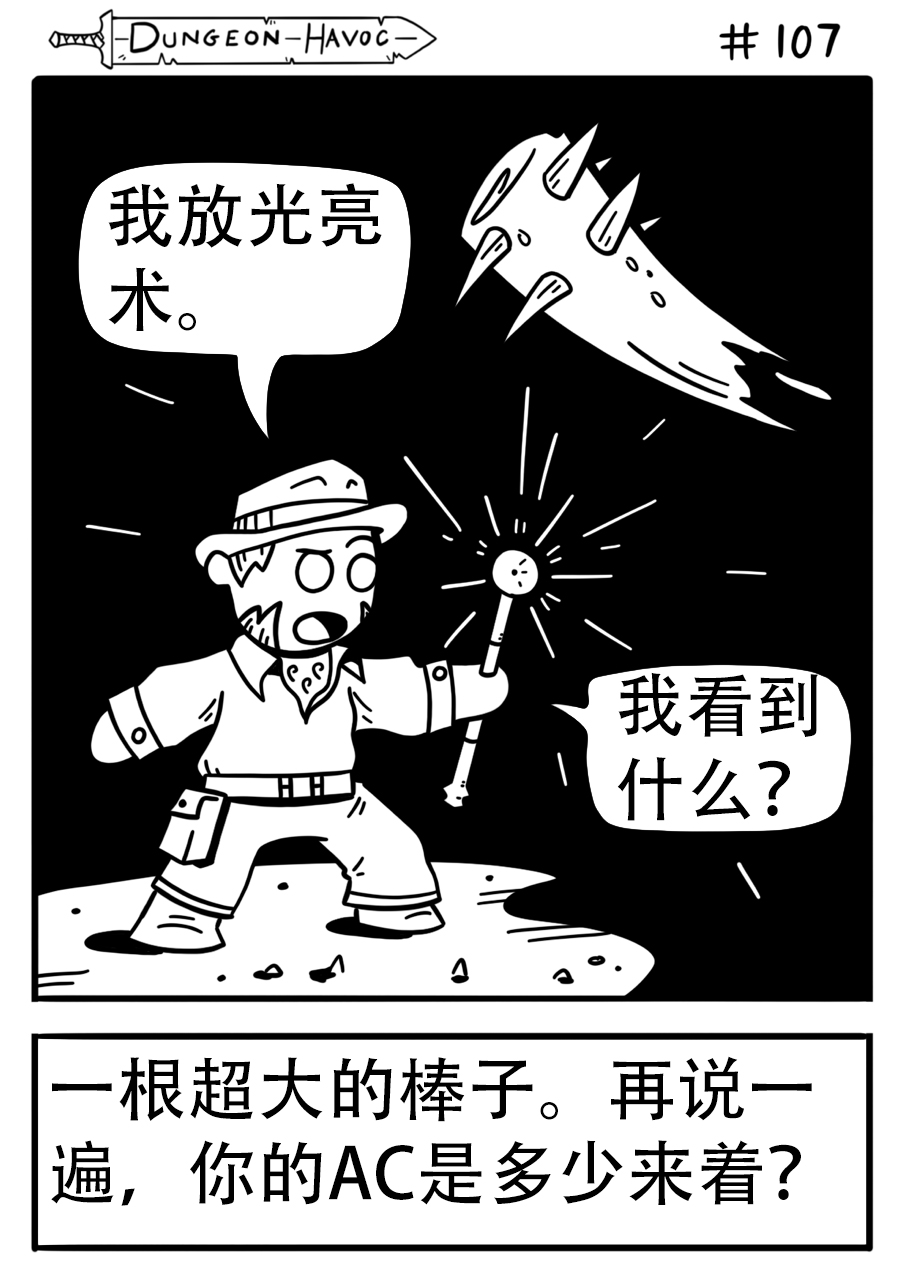 DUNGEON HAVOC
#107
我放光亮
术。
我看到
什么？
一根超大的棒子。再说一
遍，你的AC是多少来着？